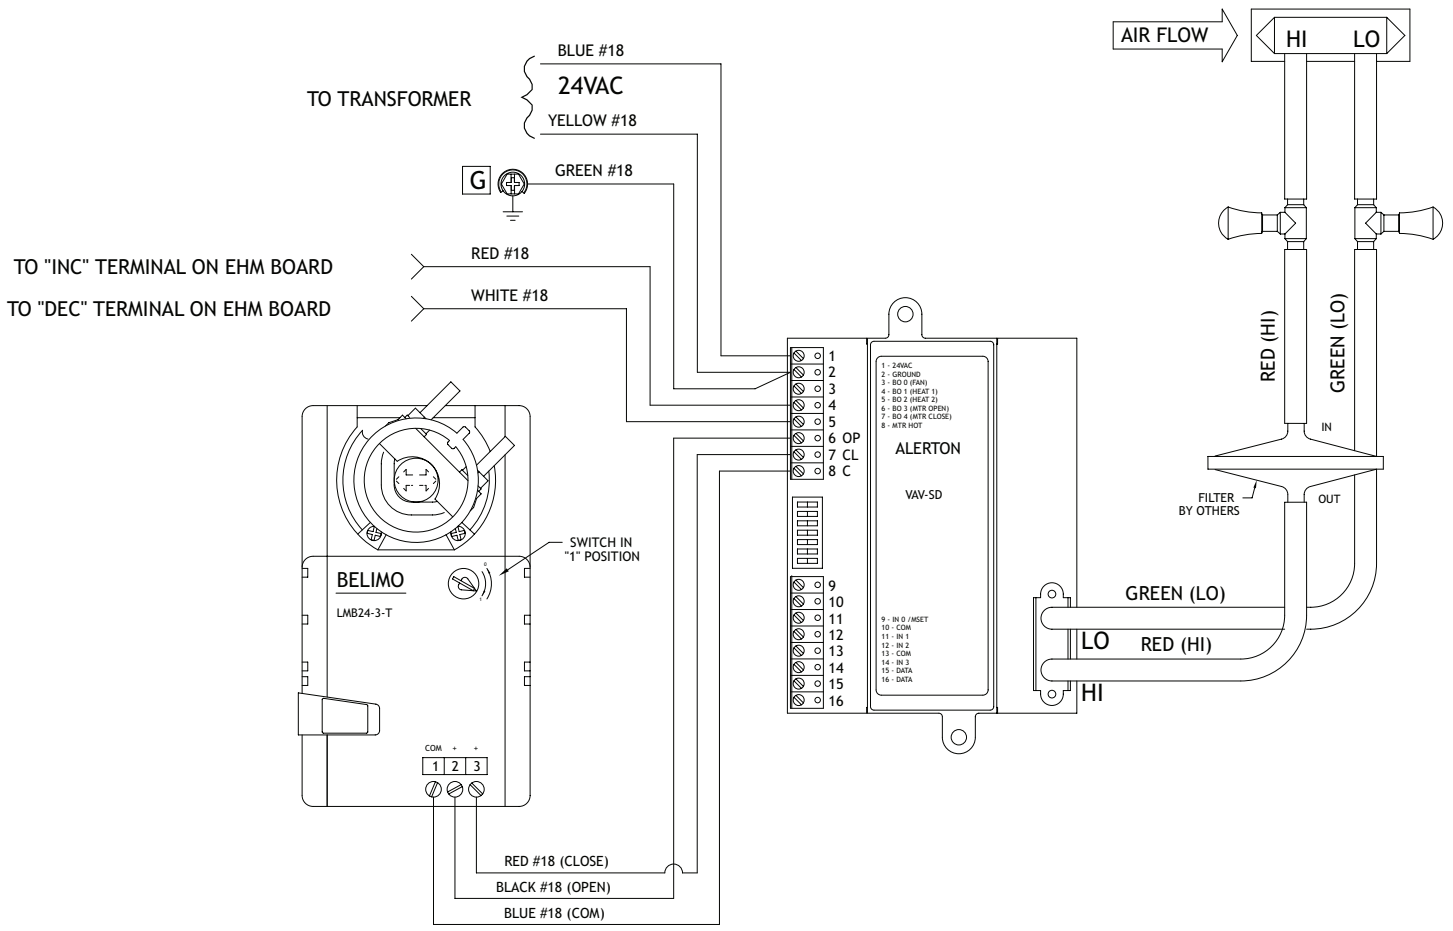 AIR FLOW
HI LO
BLUE #18
24VAC
TO TRANSFORMER
YELLOW #18
G
GREEN #18
RED #18
TO "INC" TERMINAL ON EHM BOARD
WHITE #18
TO "DEC" TERMINAL ON EHM BOARD
RED (HI)
GREEN (LO)
1
2
3
4
5
6 OP
7 CL
8 C
1 - 24VAC
2 - GROUND
3 - BO 0 (FAN)
4 - BO 1 (HEAT 1)
5 - BO 2 (HEAT 2)
6 - BO 3 (MTR OPEN)
7 - BO 4 (MTR CLOSE)
8 - MTR HOT
ALERTON
VAV-SD
IN
OUT
FILTER
BY OTHERS
SWITCH IN
"1" POSITION
0
1
BELIMO
LMB24-3-T
9
10
11
12
13
14
15
16
9 - IN 0 /MSET
10 - COM
11 - IN 1
12 - IN 2
13 - COM
14 - IN 3
15 - DATA
16 - DATA
GREEN (LO)
LO
RED (HI)
HI
COM + +
1 2 3
RED #18 (CLOSE)
BLACK #18 (OPEN)
BLUE #18 (COM)